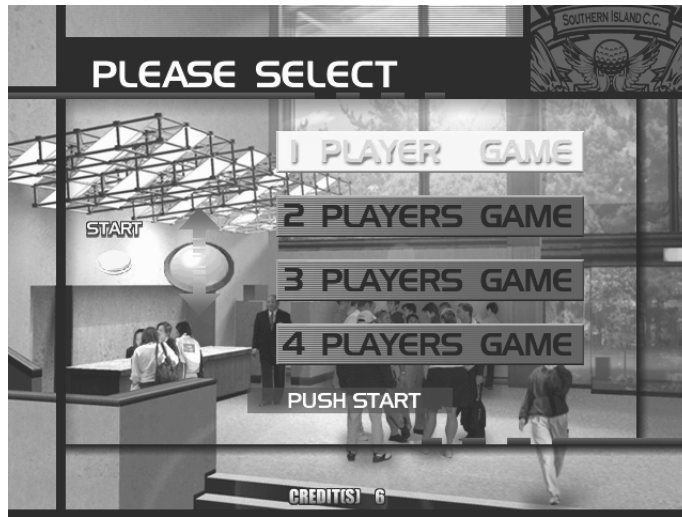 SOUTHERN ISLAND C.C.
PLEASE SELECT
1 PLAYER GAME
2 PLAYERS GAME
START
3 PLAYERS GAME
4 PLAYERS GAME
PUSH START
CREDIT(S) 6